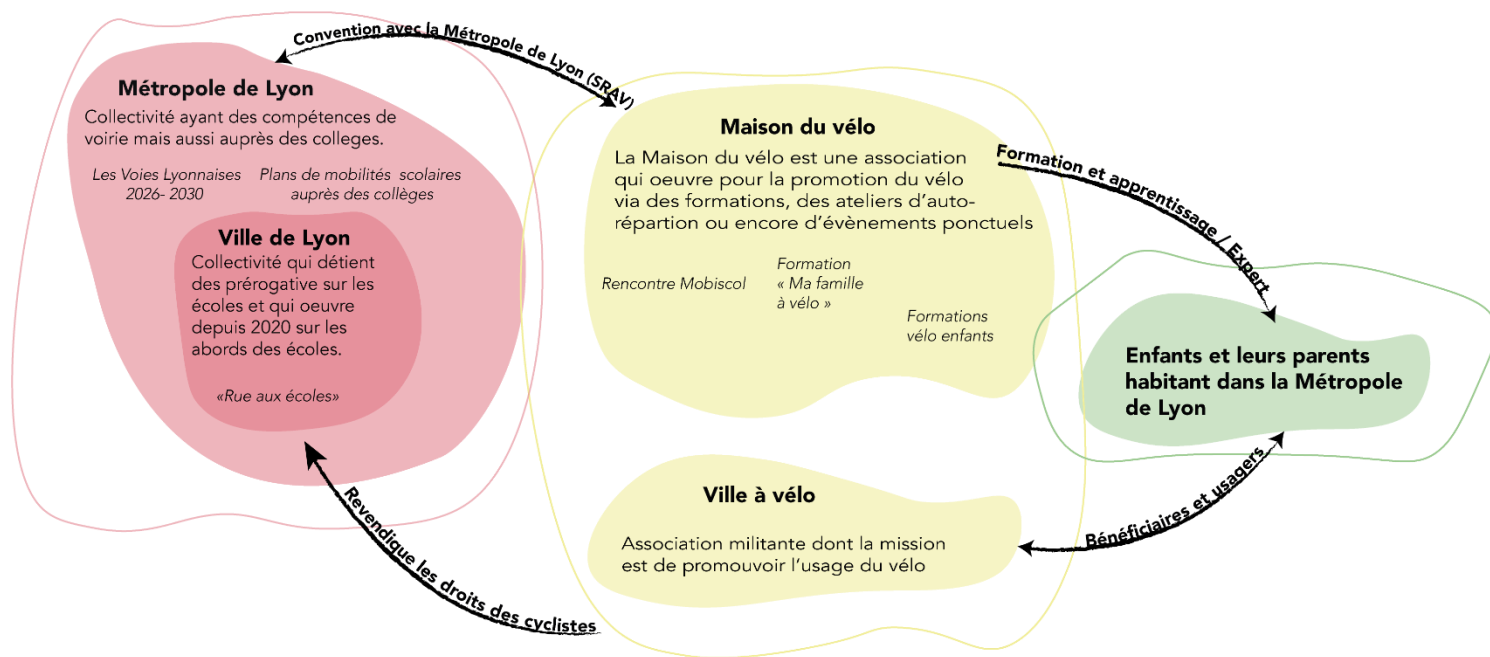 Convention avec la Métropole de Lyon (SRAV)
Métropole de Lyon
Collectivité ayant des compétences de
voirie mais aussi auprès des colleges.
Les Voies Lyonnaises
2026- 2030
Plans de mobilités scolaires
auprès des collèges
Ville de Lyon
Collectivité qui détient
des prérogative sur les
écoles et qui oeuvre
depuis 2020 sur les
abords des écoles.
«Rue aux écoles»
Maison du vélo
La Maison du vélo est une association
qui oeuvre pour la promotion du vélo
via des formations, des ateliers d'auto-
répartion ou encore d'évènements ponctuels
Rencontre Mobiscol
Formation
« Ma famille
à vélo »
Formations
vélo enfants
Formation et apprentissage / Expert
Enfants et leurs parents
habitant dans la Métropole
de Lyon
Ville à vélo
Association militante dont la mission
est de promouvoir l'usage du vélo
Bénéficiaires et usagers
Revendique les droits des cyclistes